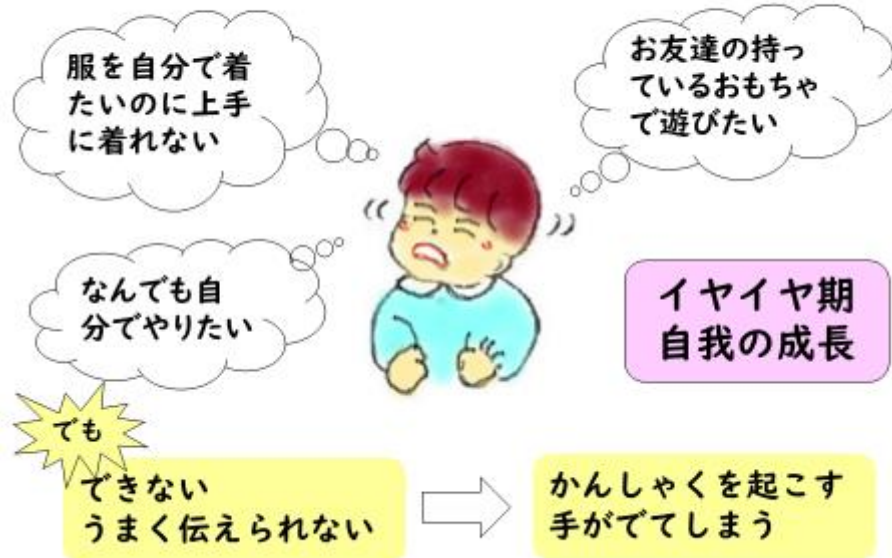 服を自分で着
たいのに上手
に着れない
お友達の持っ
ているおもちゃ
で遊びたい
なんでも自
分でやりたい
イヤイヤ期
自我の成長
でも
できない
うまく伝えられない
かんしゃくを起こす
手がでてしまう